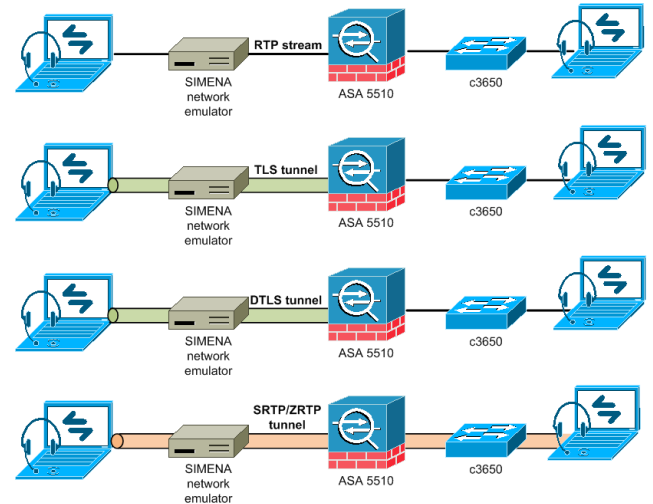 RTP stream
SIMENA
network
emulator
ASA 5510
c3650
TLS tunnel
SIMENA
network
emulator
ASA 5510
c3650
DTLS tunnel
SIMENA
network
emulator
ASA 5510
c3650
SRTP/ZRTP
tunnel
SIMENA
network
emulator
ASA 5510
c3650